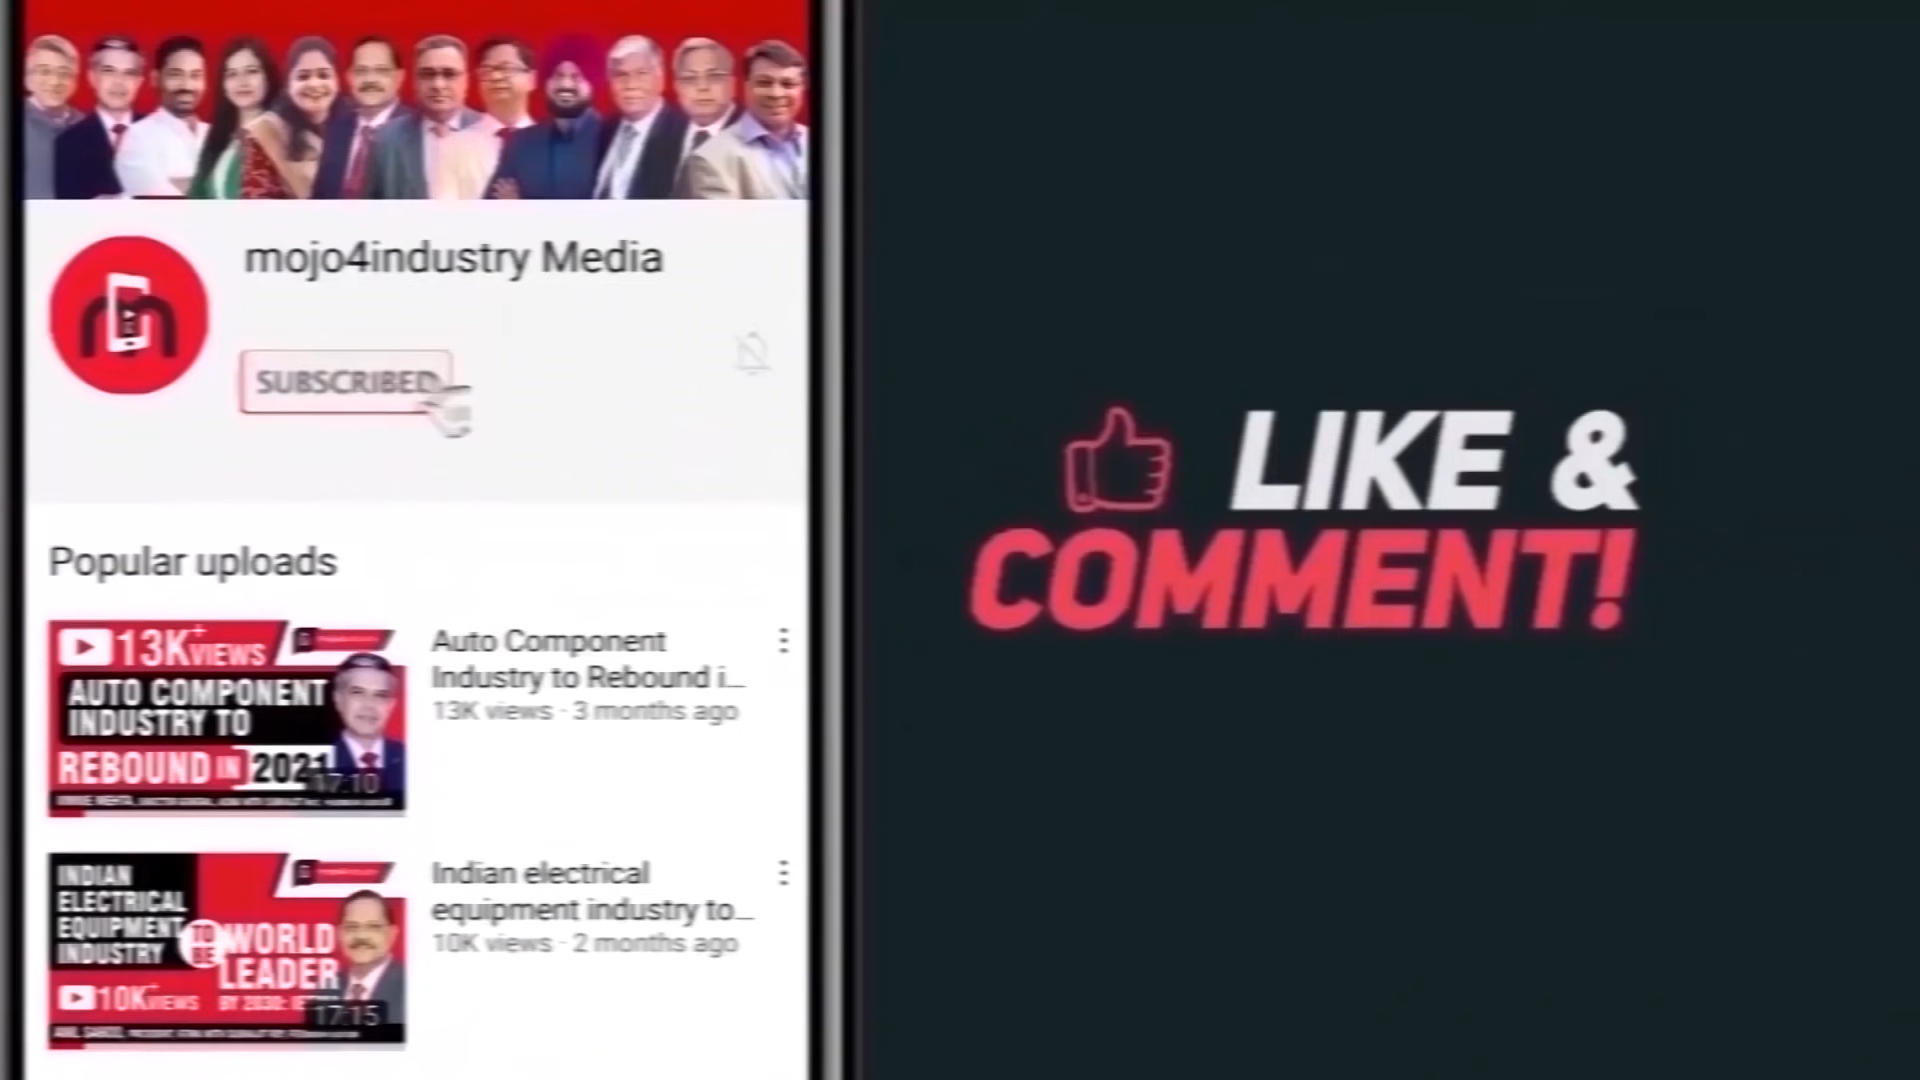 mojo4industry Media
SUBSCRIBED
Popular uploads
13K+ VIEWS
AUTO COMPONENT
INDUSTRY TO
REBOUND IN 2021
17:10
Auto Component
Industry to Rebound i...
13K views · 3 months ago
INDIAN
ELECTRICAL
EQUIPMENT
INDUSTRY
TO
BE
WORLD
LEADER
BY 2030:
10K+ VIEWS
17:15
Indian electrical
equipment industry to...
10K views · 2 months ago
LIKE &
COMMENT!